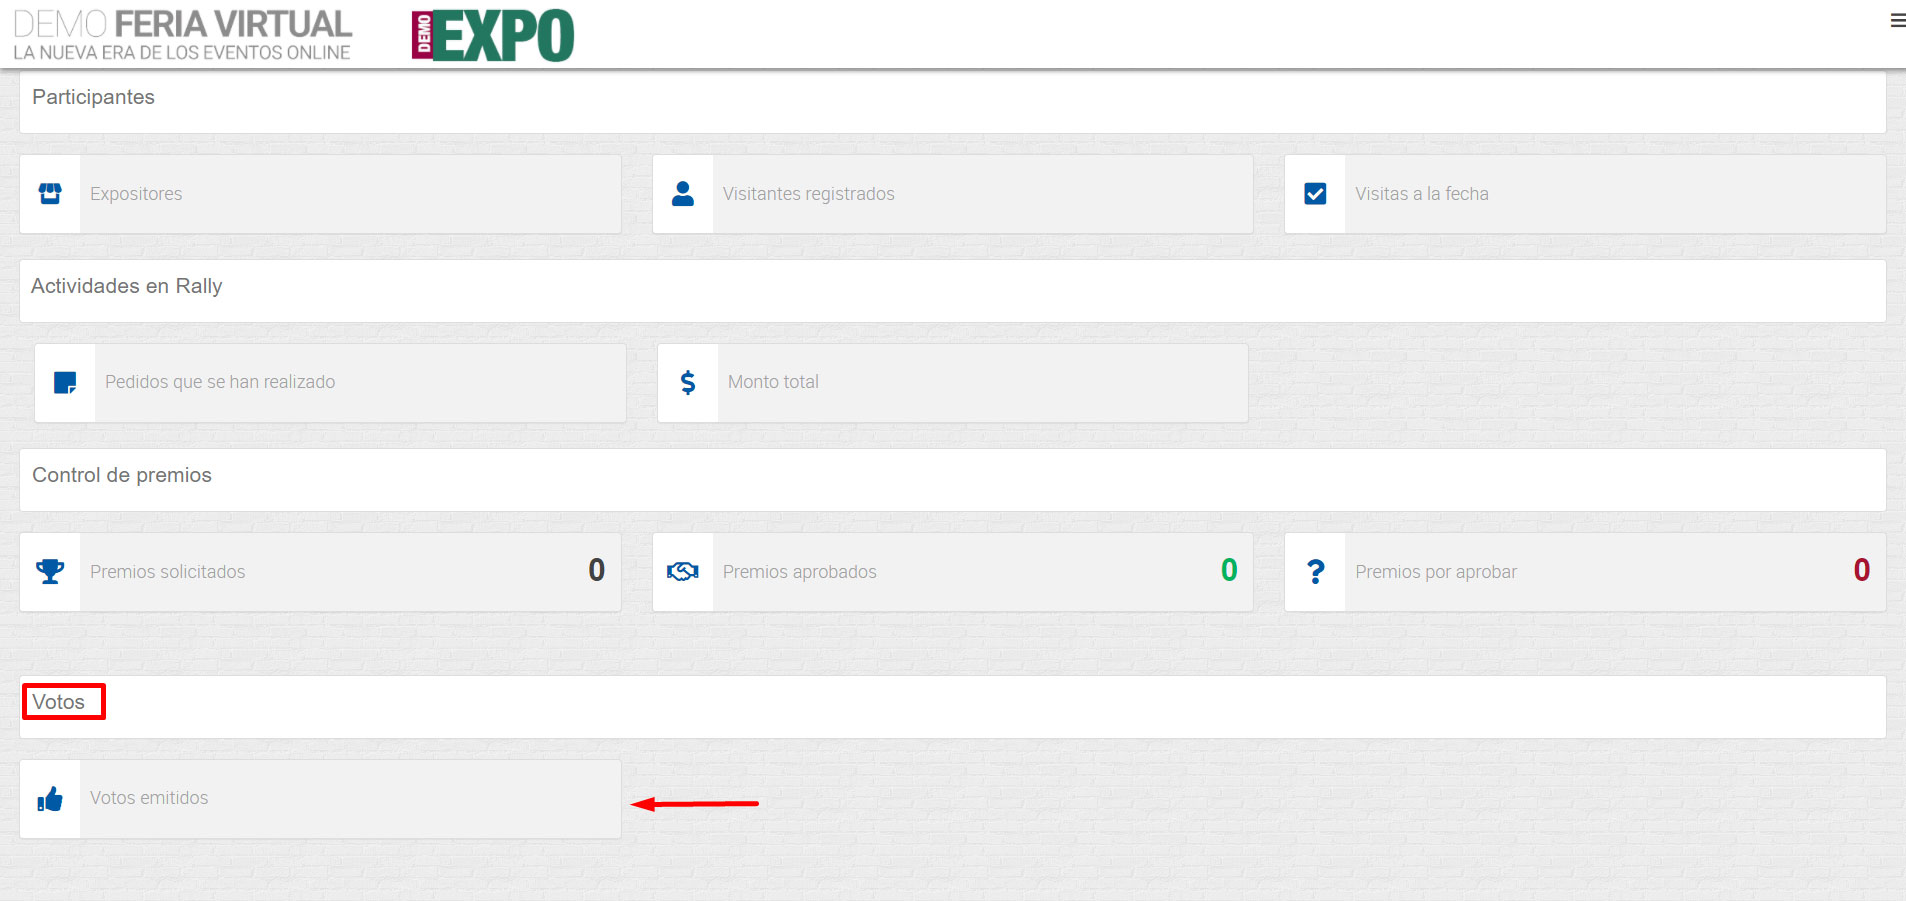 DEMO FERIA VIRTUAL
LA NUEVA ERA DE LOS EVENTOS ONLINE
DEMO EXPO
Participantes
Expositores
Visitantes registrados
Visitas a la fecha
Actividades en Rally
Pedidos que se han realizado
Monto total
Control de premios
Premios solicitados 0
Premios aprobados 0
Premios por aprobar 0
Votos
Votos emitidos